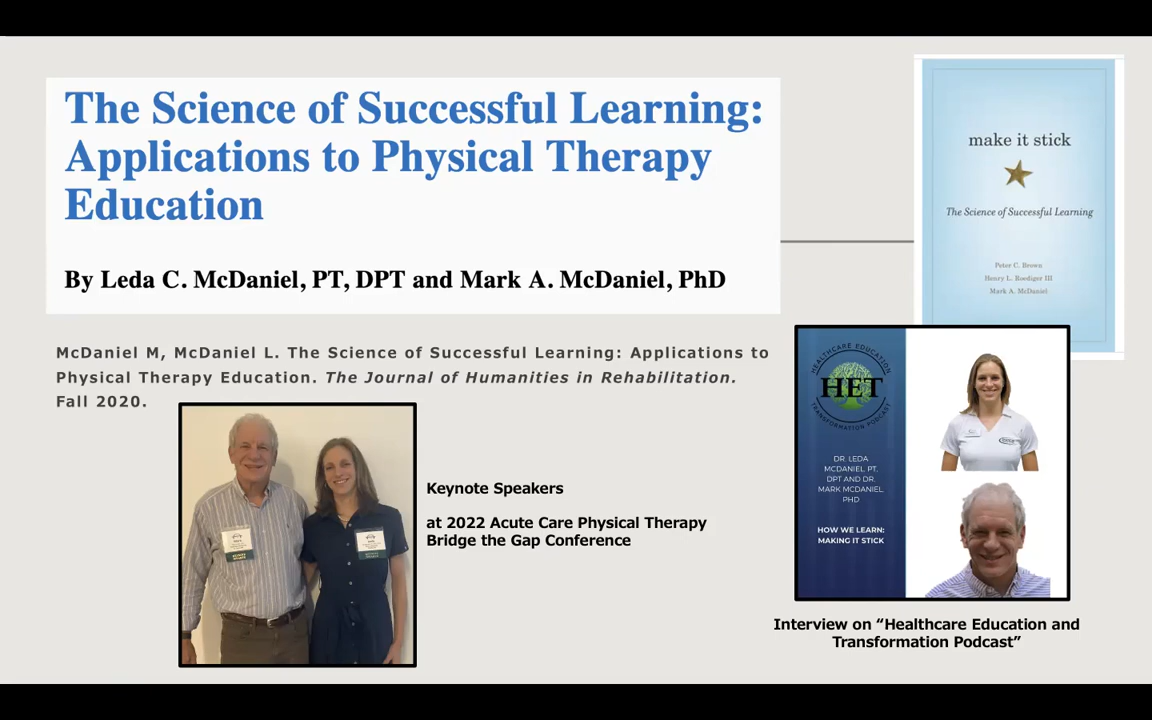 The Science of Successful Learning:
Applications to Physical Therapy
Education
By Leda C. McDaniel, PT, DPT and Mark A. McDaniel, PhD
McDaniel M, McDaniel L. The Science of Successful Learning: Applications to
Physical Therapy Education. The Journal of Humanities in Rehabilitation.
Fall 2020.
make it stick
The Science of Successful Learning
Peter C. Brown
Henry L. Roediger III
Mark A. McDaniel
Keynote Speakers
at 2022 Acute Care Physical Therapy
Bridge the Gap Conference
HEALTHCARE EDUCATION
HET
TRANSFORMATION PODCAST
DR. LEDA
MCDANIEL PT,
DPT AND DR.
MARK MCDANIEL
PHD
HOW WE LEARN:
MAKING IT STICK
Interview on “Healthcare Education and
Transformation Podcast”